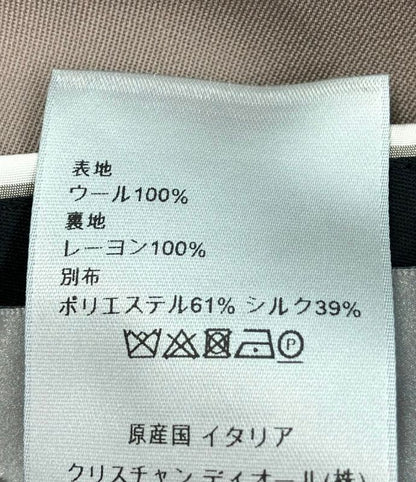 表地
ウール100%
裏地
レーヨン100%
別布
ポリエステル61% シルク39%
P
原産国 イタリア
クリスチャン ディオール(株)